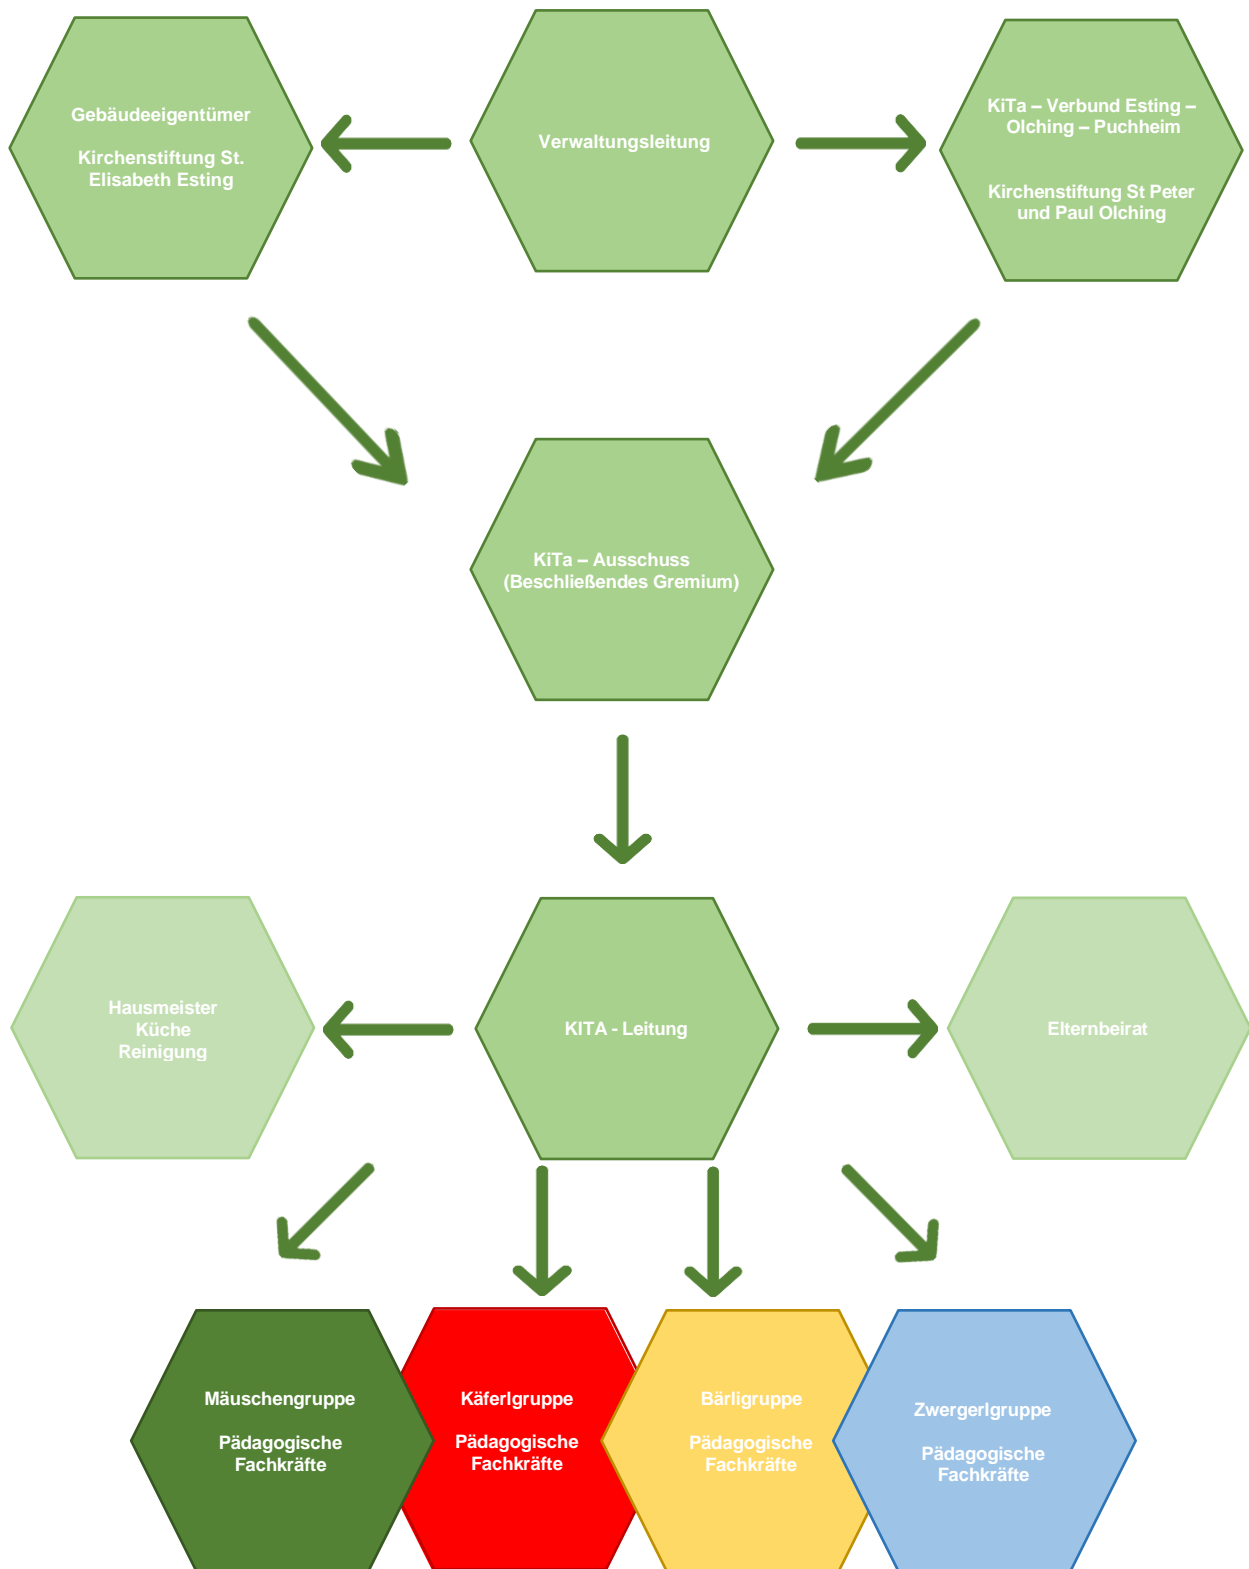 Gebäudeeigentümer
Kirchenstiftung St.
Elisabeth Esting
Verwaltungsleitung
KiTa – Verbund Esting –
Olching – Puchheim
Kirchenstiftung St Peter
und Paul Olching
KiTa – Ausschuss
(Beschließendes Gremium)
Hausmeister
Küche
Reinigung
KITA - Leitung
Elternbeirat
Mäuschengruppe
Pädagogische
Fachkräfte
Käferlgruppe
Pädagogische
Fachkräfte
Bärligruppe
Pädagogische
Fachkräfte
Zwergerlgruppe
Pädagogische
Fachkräfte